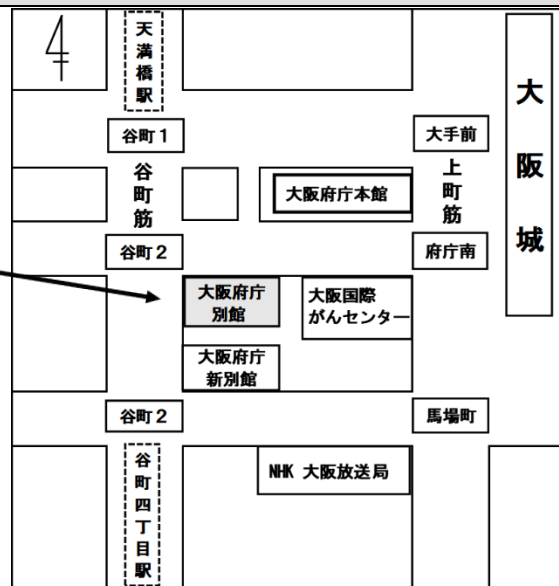 天満橋駅
大阪城
谷町1
大手前
谷町筋
大阪府庁本館
上町筋
谷町2
府庁南
大阪府庁
別館
大阪国際
がんセンター
大阪府庁
新別館
谷町2
馬場町
谷町四丁目駅
NHK 大阪放送局